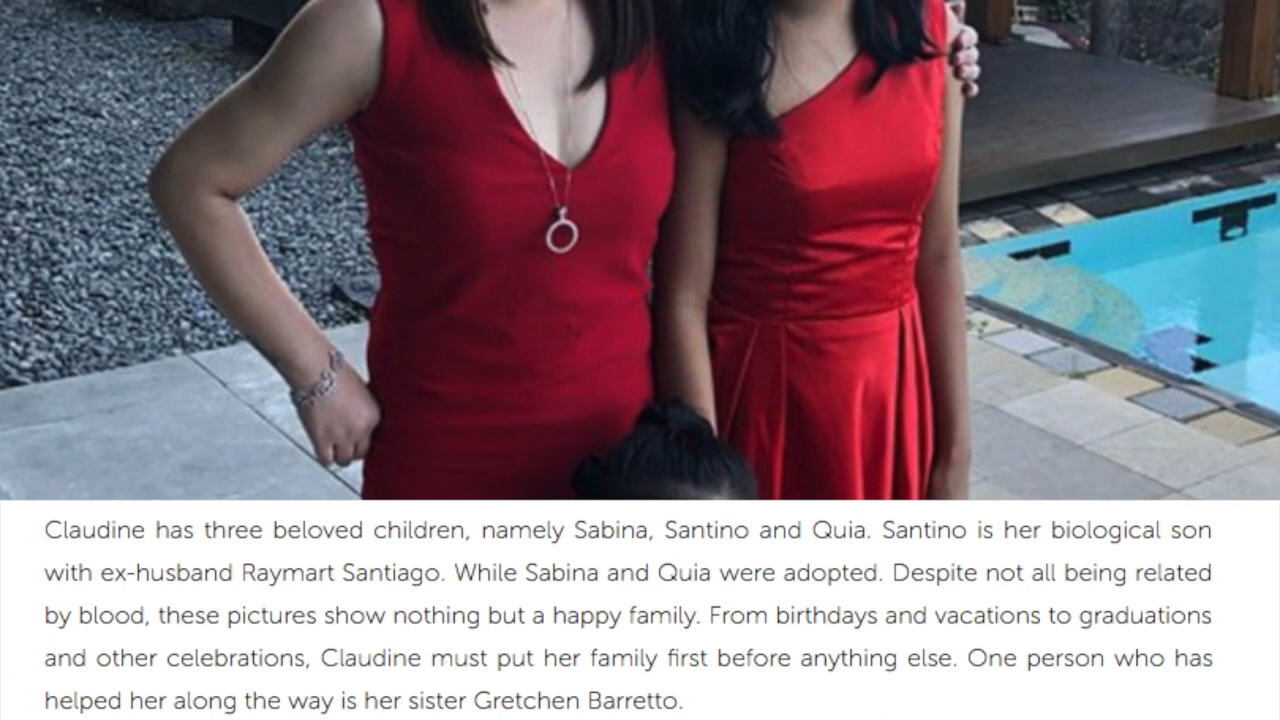 Claudine has three beloved children, namely Sabina, Santino and Quia. Santino is her biological son
with ex-husband Raymart Santiago. While Sabina and Quia were adopted. Despite not all being related
by blood, these pictures show nothing but a happy family. From birthdays and vacations to graduations
and other celebrations, Claudine must put her family first before anything else. One person who has
helped her along the way is her sister Gretchen Barretto.